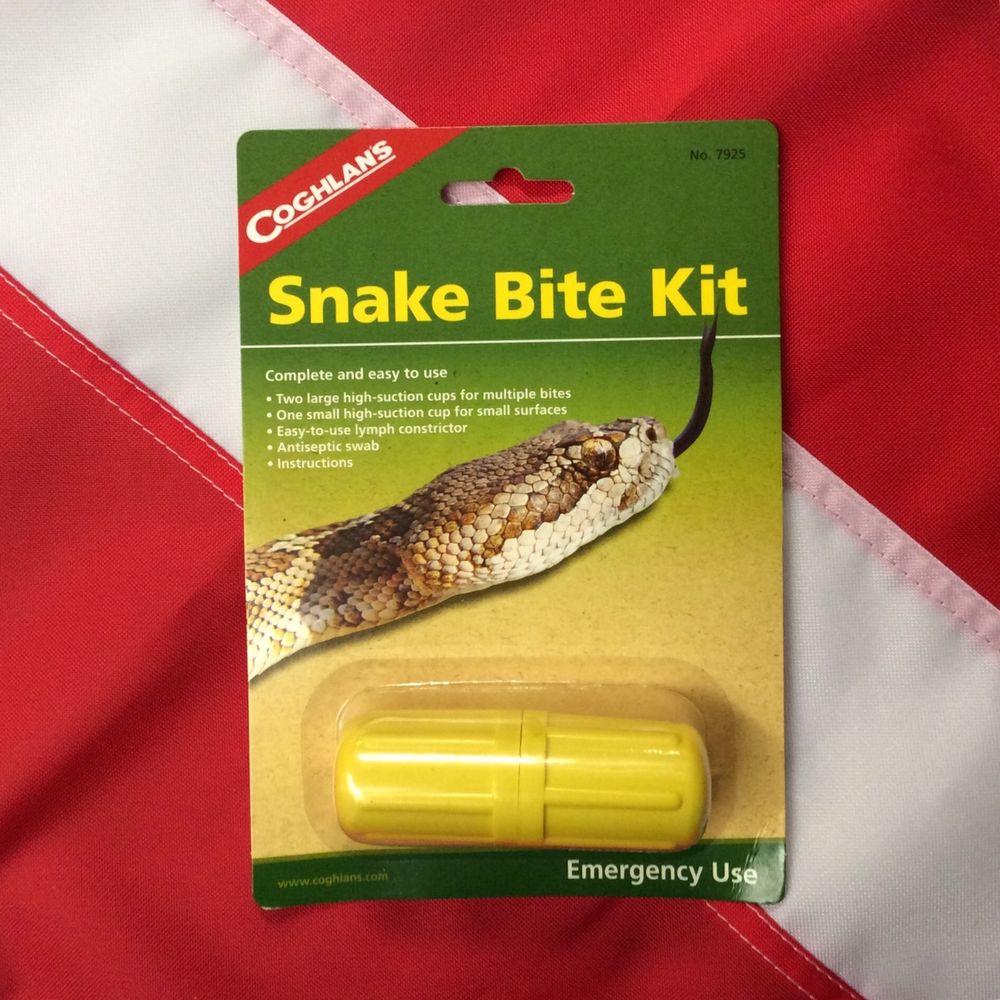 COGHLAN'S
No. 7925
Snake Bite Kit
Complete and easy to use
• Two large high-suction cups for multiple bites
• One small high-suction cup for small surfaces
• Easy-to-use lymph constrictor
• Antiseptic swab
• Instructions
www.coghlans.com
Emergency Use